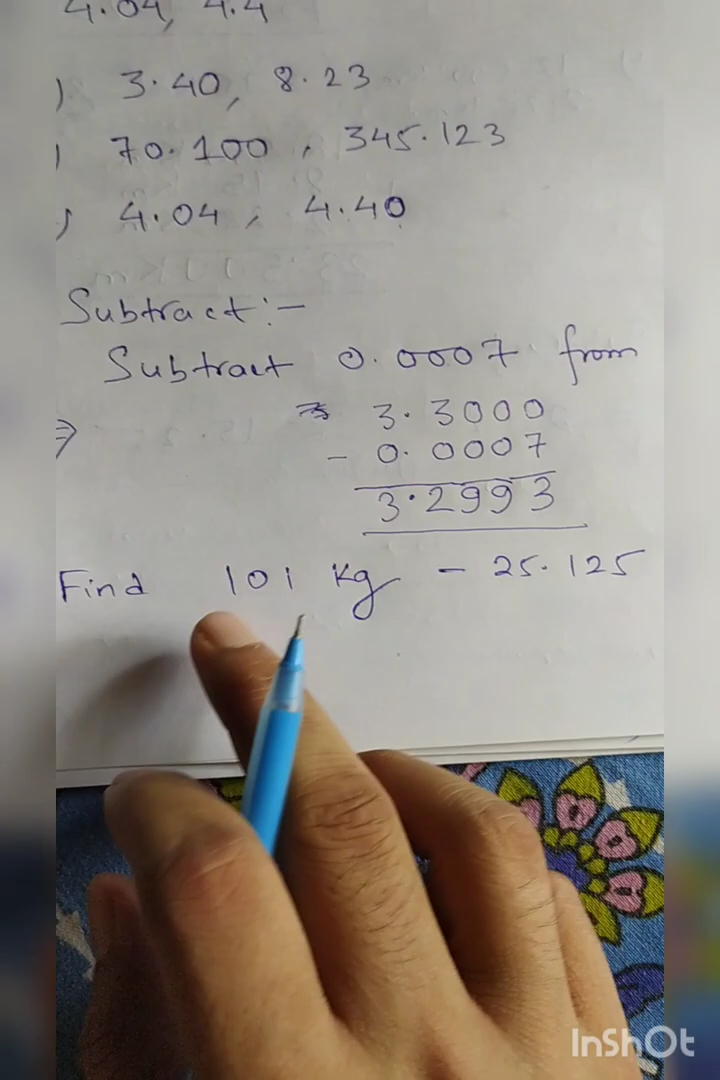 4.04, 4.4
) 3.40, 8.23
) 70.100, 345.123
) 4.04, 4.40
Subtract:-
Subtract 0.0007 from
⇒ 3.3000
- 0.0007
3.2993
Find 101 Kg - 25.125
InShOt